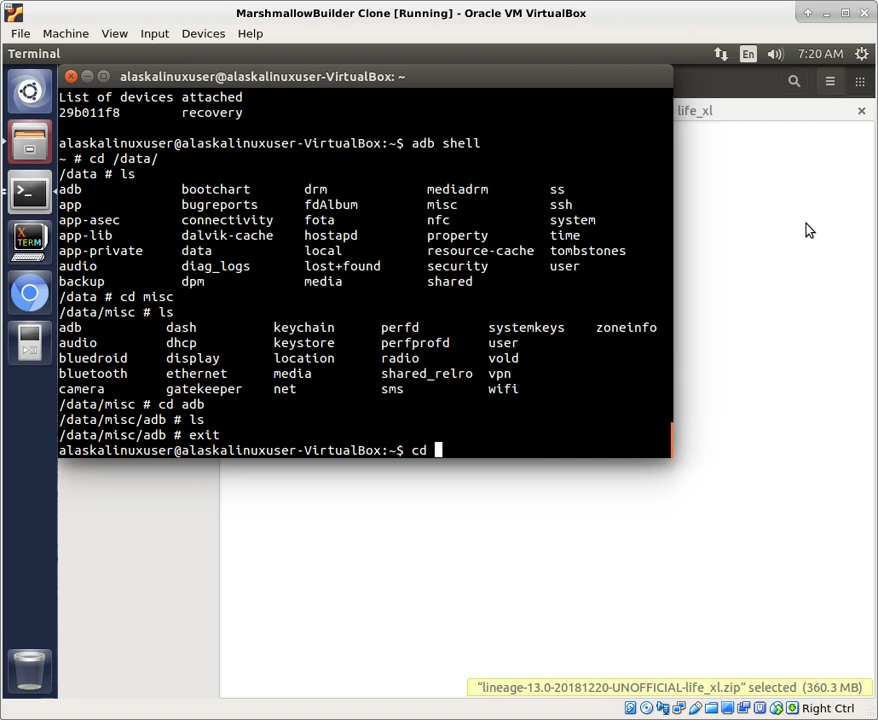 MarshmallowBuilder Clone [Running] - Oracle VM VirtualBox
File Machine View Input Devices Help
Terminal En 7:20 AM
alaskalinuxuser@alaskalinuxuser-VirtualBox: ~
life_xl
List of devices attached
29b011f8 recovery
alaskalinuxuser@alaskalinuxuser-VirtualBox:~$ adb shell
~ # cd /data/
/data # ls
adb bootchart drm mediadrm ss
app bugreports fdAlbum misc ssh
app-asec connectivity fota nfc system
app-lib dalvik-cache hostapd property time
app-private data local resource-cache tombstones
audio diag_logs lost+found security user
backup dpm media shared
/data # cd misc
/data/misc # ls
adb dash keychain perfd systemkeys zoneinfo
audio dhcp keystore perfprofd user
bluedroid display location radio vold
bluetooth ethernet media shared_relro vpn
camera gatekeeper net sms wifi
/data/misc # cd adb
/data/misc/adb # ls
/data/misc/adb # exit
alaskalinuxuser@alaskalinuxuser-VirtualBox:~$ cd
X
TERM
"lineage-13.0-20181220-UNOFFICIAL-life_xl.zip" selected (360.3 MB)
Right Ctrl